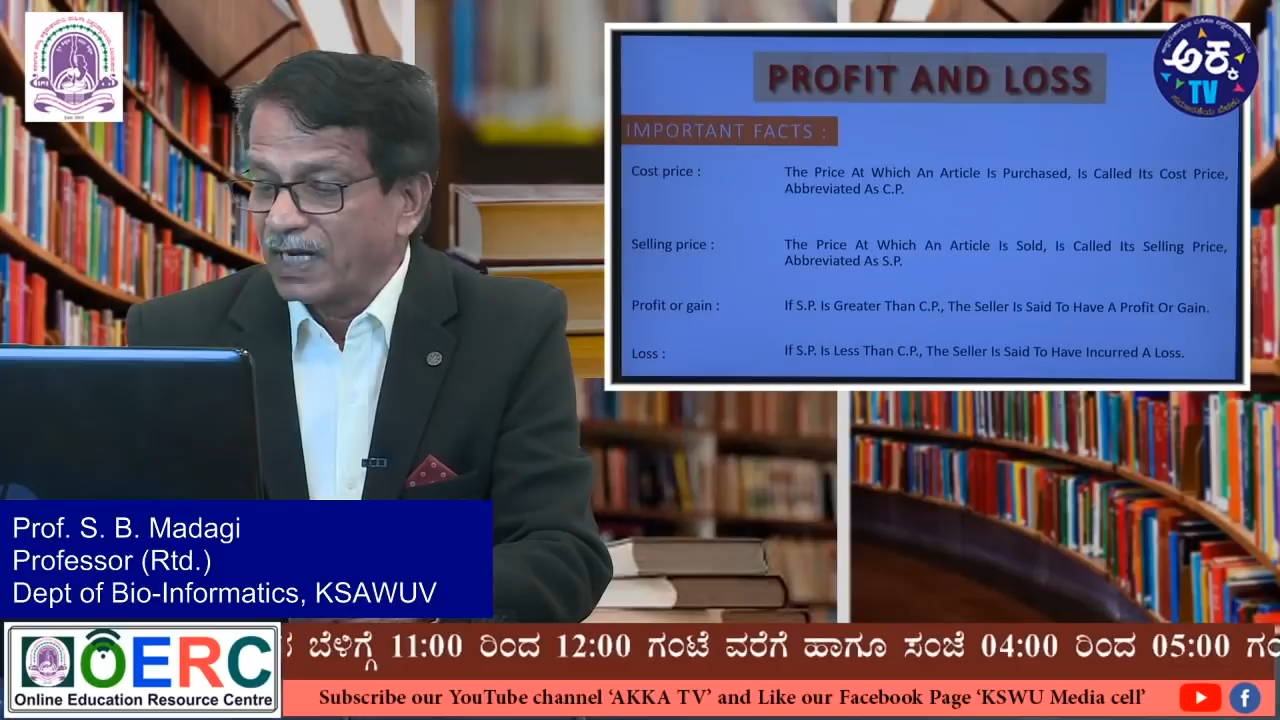 PROFIT AND LOSS
ಅಕ್ಕ
TV
IMPORTANT FACTS :
Cost price :
The Price At Which An Article Is Purchased, Is Called Its Cost Price,
Abbreviated As C.P.
Selling price :
The Price At Which An Article Is Sold, Is Called Its Selling Price,
Abbreviated As S.P.
Profit or gain :
If S.P. Is Greater Than C.P., The Seller Is Said To Have A Profit Or Gain.
Loss :
If S.P. Is Less Than C.P., The Seller Is Said To Have Incurred A Loss.
Prof. S. B. Madagi
Professor (Rtd.)
Dept of Bio-Informatics, KSAWUV
OERC
Online Education Resource Centre
ಬೆಳಿಗ್ಗೆ 11:00 ರಿಂದ 12:00 ಗಂಟೆ ವರೆಗೆ ಹಾಗೂ ಸಂಜೆ 04:00 ರಿಂದ 05:00
Subscribe our YouTube channel ‘AKKA TV’ and Like our Facebook Page ‘KSWU Media cell’